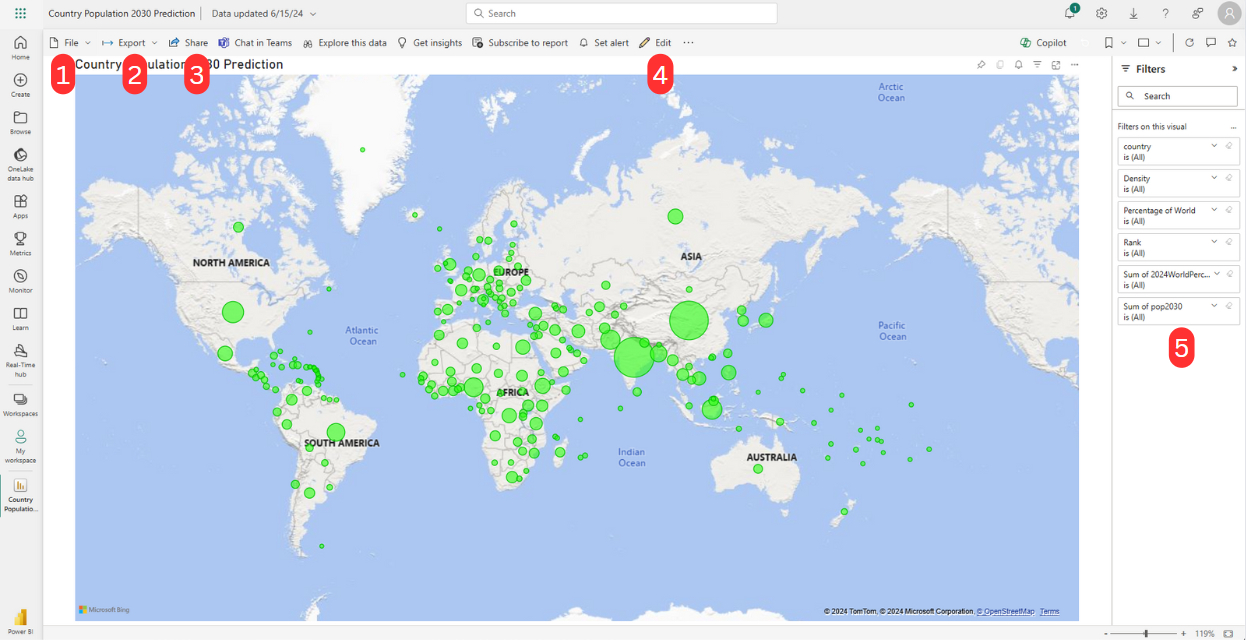 Country Population 2030 Prediction
Data updated 6/15/24
Search
1
File
Export
Share
Chat in Teams
Explore this data
Get insights
Subscribe to report
Set alert
Edit
Copilot
Home
Create
Browse
OneLake
data hub
Apps
Metrics
Monitor
Learn
Real-Time
hub
Workspaces
My
workspace
Country
Populatio...
Power BI
1
2
3
4
Country Population 2030 Prediction
Arctic
Ocean
NORTH AMERICA
EUROPE
ASIA
Atlantic
Ocean
Pacific
Ocean
AFRICA
SOUTH AMERICA
Indian
Ocean
AUSTRALIA
Microsoft Bing
© 2024 TomTom, © 2024 Microsoft Corporation, © OpenStreetMap Terms
Filters
Search
Filters on this visual
country
is (All)
Density
is (All)
Percentage of World
is (All)
Rank
is (All)
Sum of 2024WorldPerc...
is (All)
Sum of pop2030
is (All)
5
119%